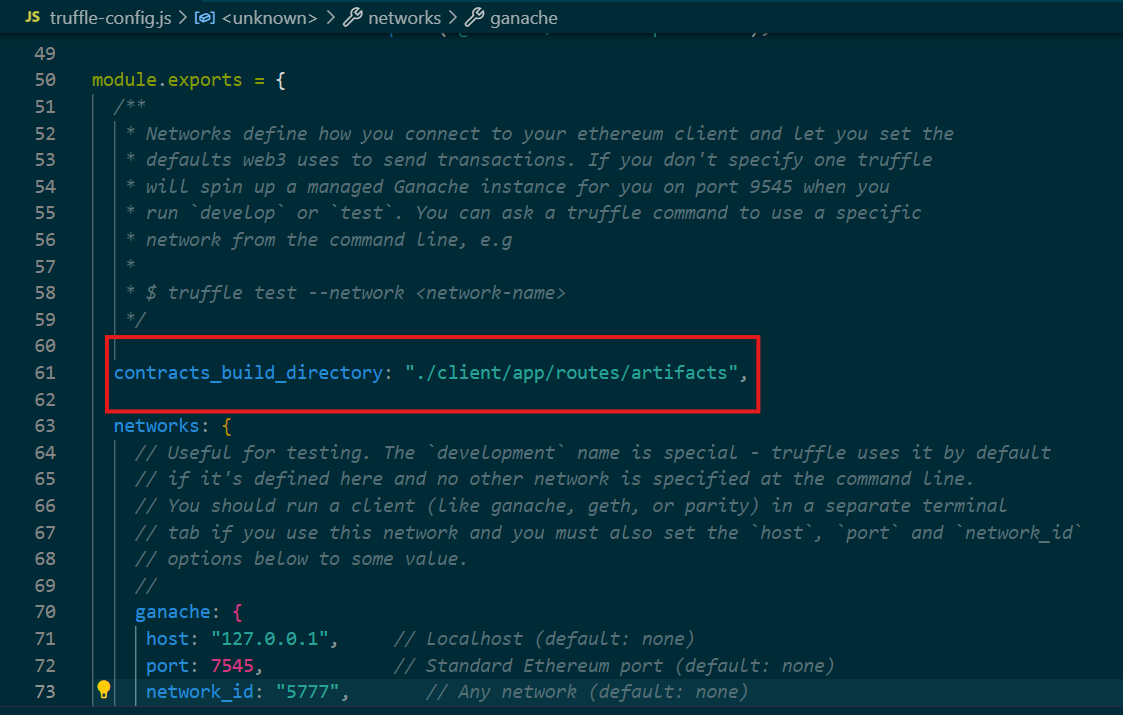 JS truffle-config.js > <unknown> > networks > ganache
49
50 module.exports = {
51 /**
52 * Networks define how you connect to your ethereum client and let you set the
53 * defaults web3 uses to send transactions. If you don't specify one truffle
54 * will spin up a managed Ganache instance for you on port 9545 when you
55 * run `develop` or `test`. You can ask a truffle command to use a specific
56 * network from the command line, e.g
57 *
58 * $ truffle test --network <network-name>
59 */
60
61 contracts_build_directory: "./client/app/routes/artifacts",
62
63 networks: {
64 // Useful for testing. The `development` name is special - truffle uses it by default
65 // if it's defined here and no other network is specified at the command line.
66 // You should run a client (like ganache, geth, or parity) in a separate terminal
67 // tab if you use this network and you must also set the `host`, `port` and `network_id`
68 // options below to some value.
69 //
70 ganache: {
71 host: "127.0.0.1", // Localhost (default: none)
72 port: 7545, // Standard Ethereum port (default: none)
73 network_id: "5777", // Any network (default: none)